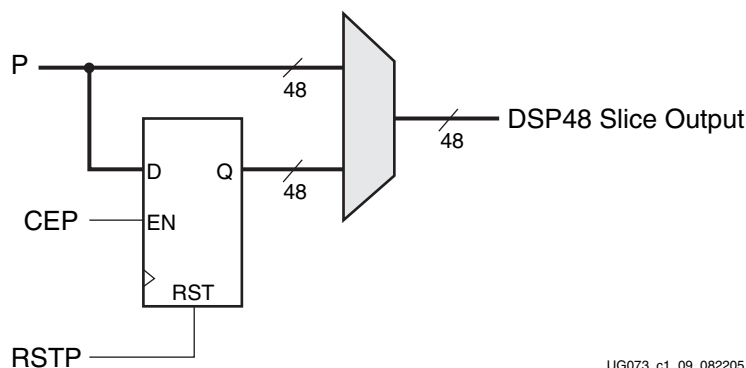 P
48
DSP48 Slice Output
48
D
Q
48
CEP
EN
RST
RSTP
UG073_c1_09_082205